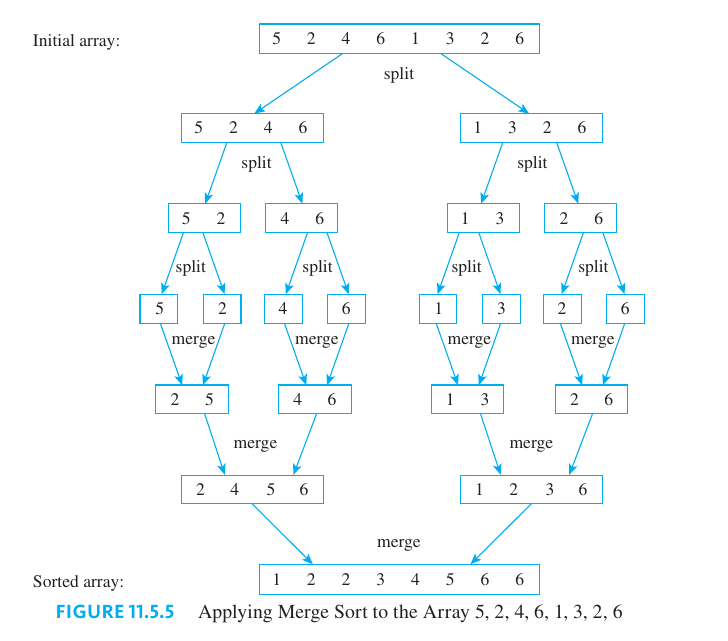 Initial array: 5 2 4 6 1 3 2 6
split
5 2 4 6 1 3 2 6
split split
5 2 4 6 1 3 2 6
split split split split
5 2 4 6 1 3 2 6
merge merge merge merge
2 5 4 6 1 3 2 6
merge merge
2 4 5 6 1 2 3 6
merge
Sorted array: 1 2 2 3 4 5 6 6
FIGURE 11.5.5 Applying Merge Sort to the Array 5, 2, 4, 6, 1, 3, 2, 6